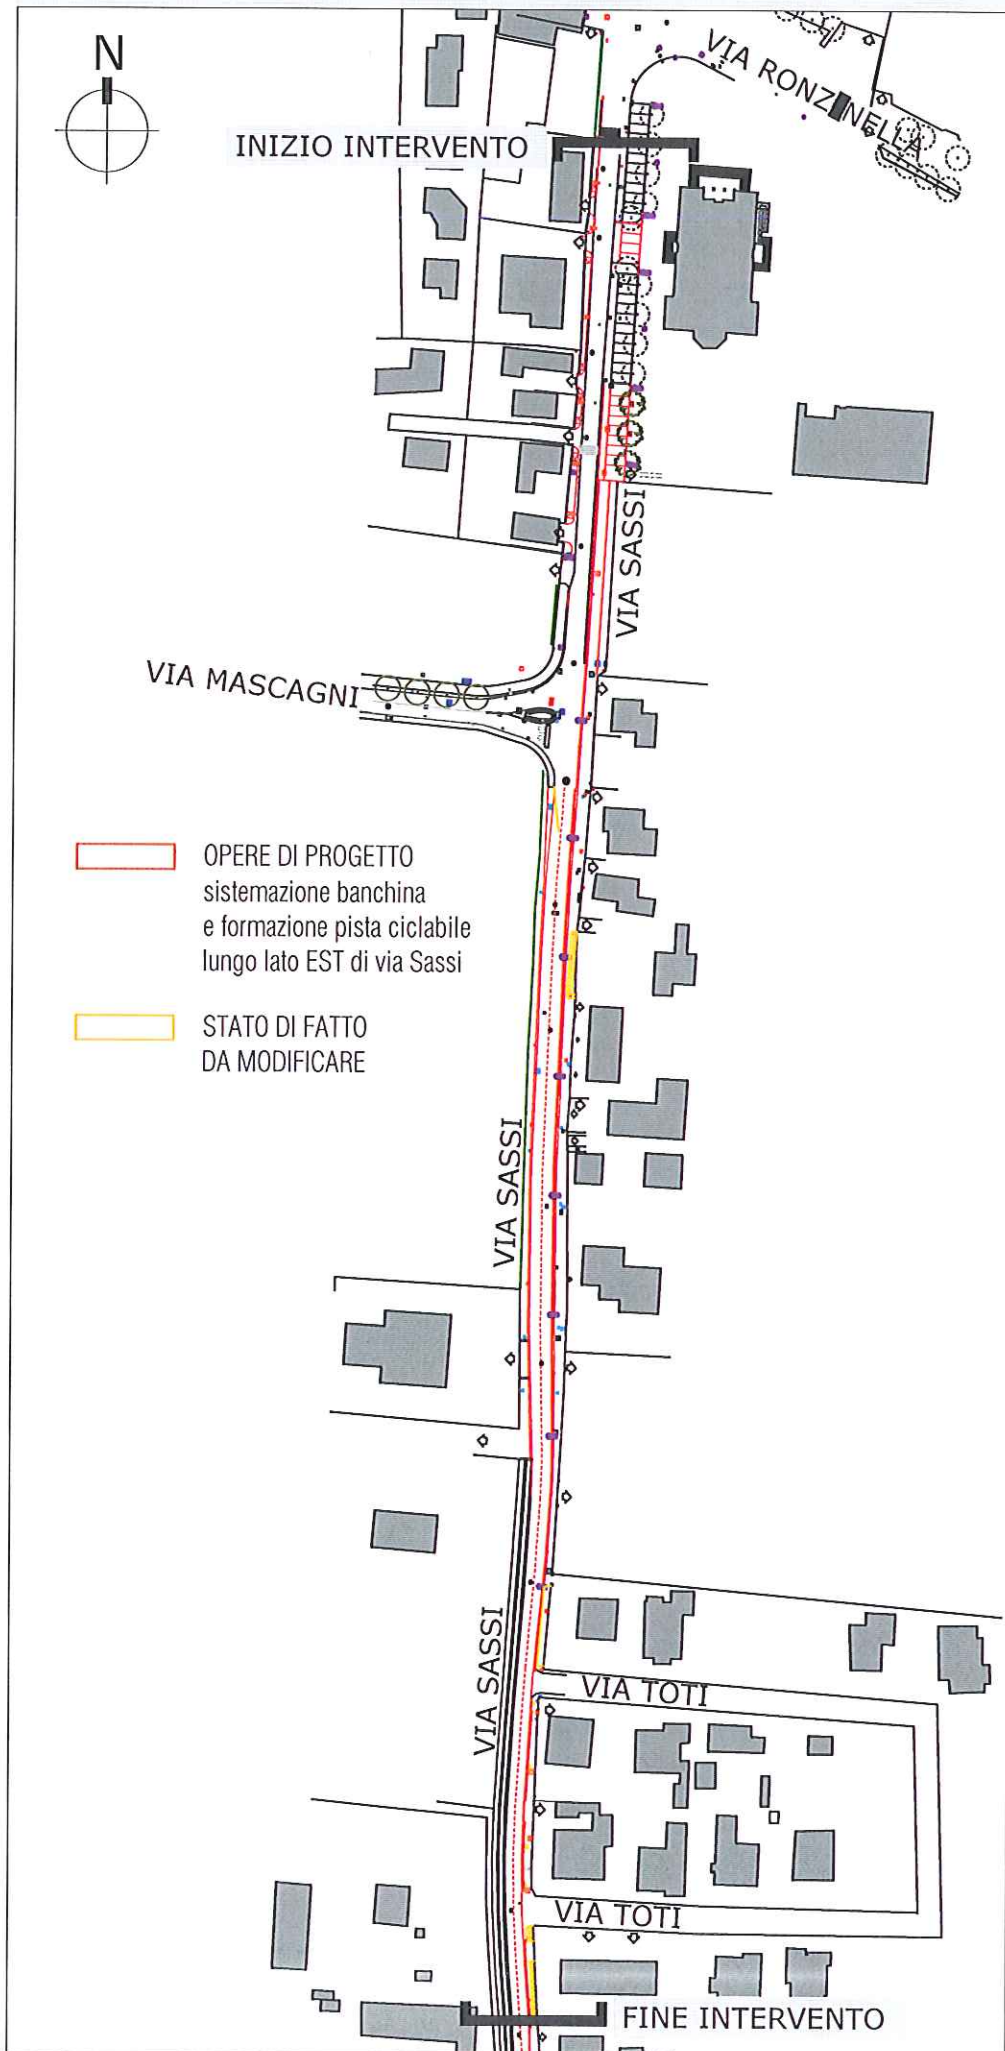 N
VIA RONZINELLA
INIZIO INTERVENTO
VIA SASSI
VIA MASCAGNI
OPERE DI PROGETTO
sistemazione banchina
e formazione pista ciclabile
lungo lato EST di via Sassi
STATO DI FATTO
DA MODIFICARE
VIA SASSI
VIA SASSI
VIA TOTI
VIA TOTI
FINE INTERVENTO